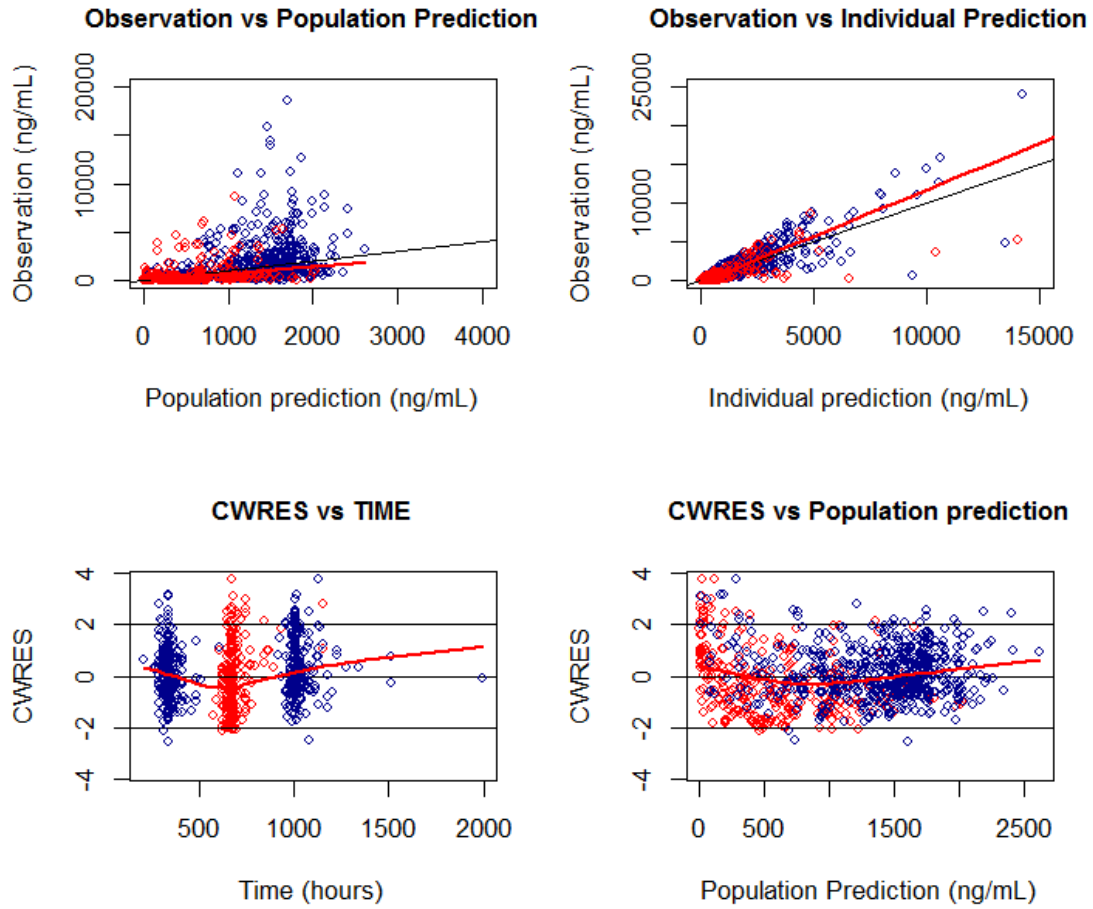 Observation vs Population Prediction
Observation (ng/mL)
20000
10000
0
0 1000 2000 3000 4000
Population prediction (ng/mL)
Observation vs Individual Prediction
Observation (ng/mL)
25000
10000
0
0 5000 10000 15000
Individual prediction (ng/mL)
CWRES vs TIME
CWRES
4
2
0
-2
-4
500 1000 1500 2000
Time (hours)
CWRES vs Population prediction
CWRES
4
2
0
-2
-4
0 500 1500 2500
Population Prediction (ng/mL)